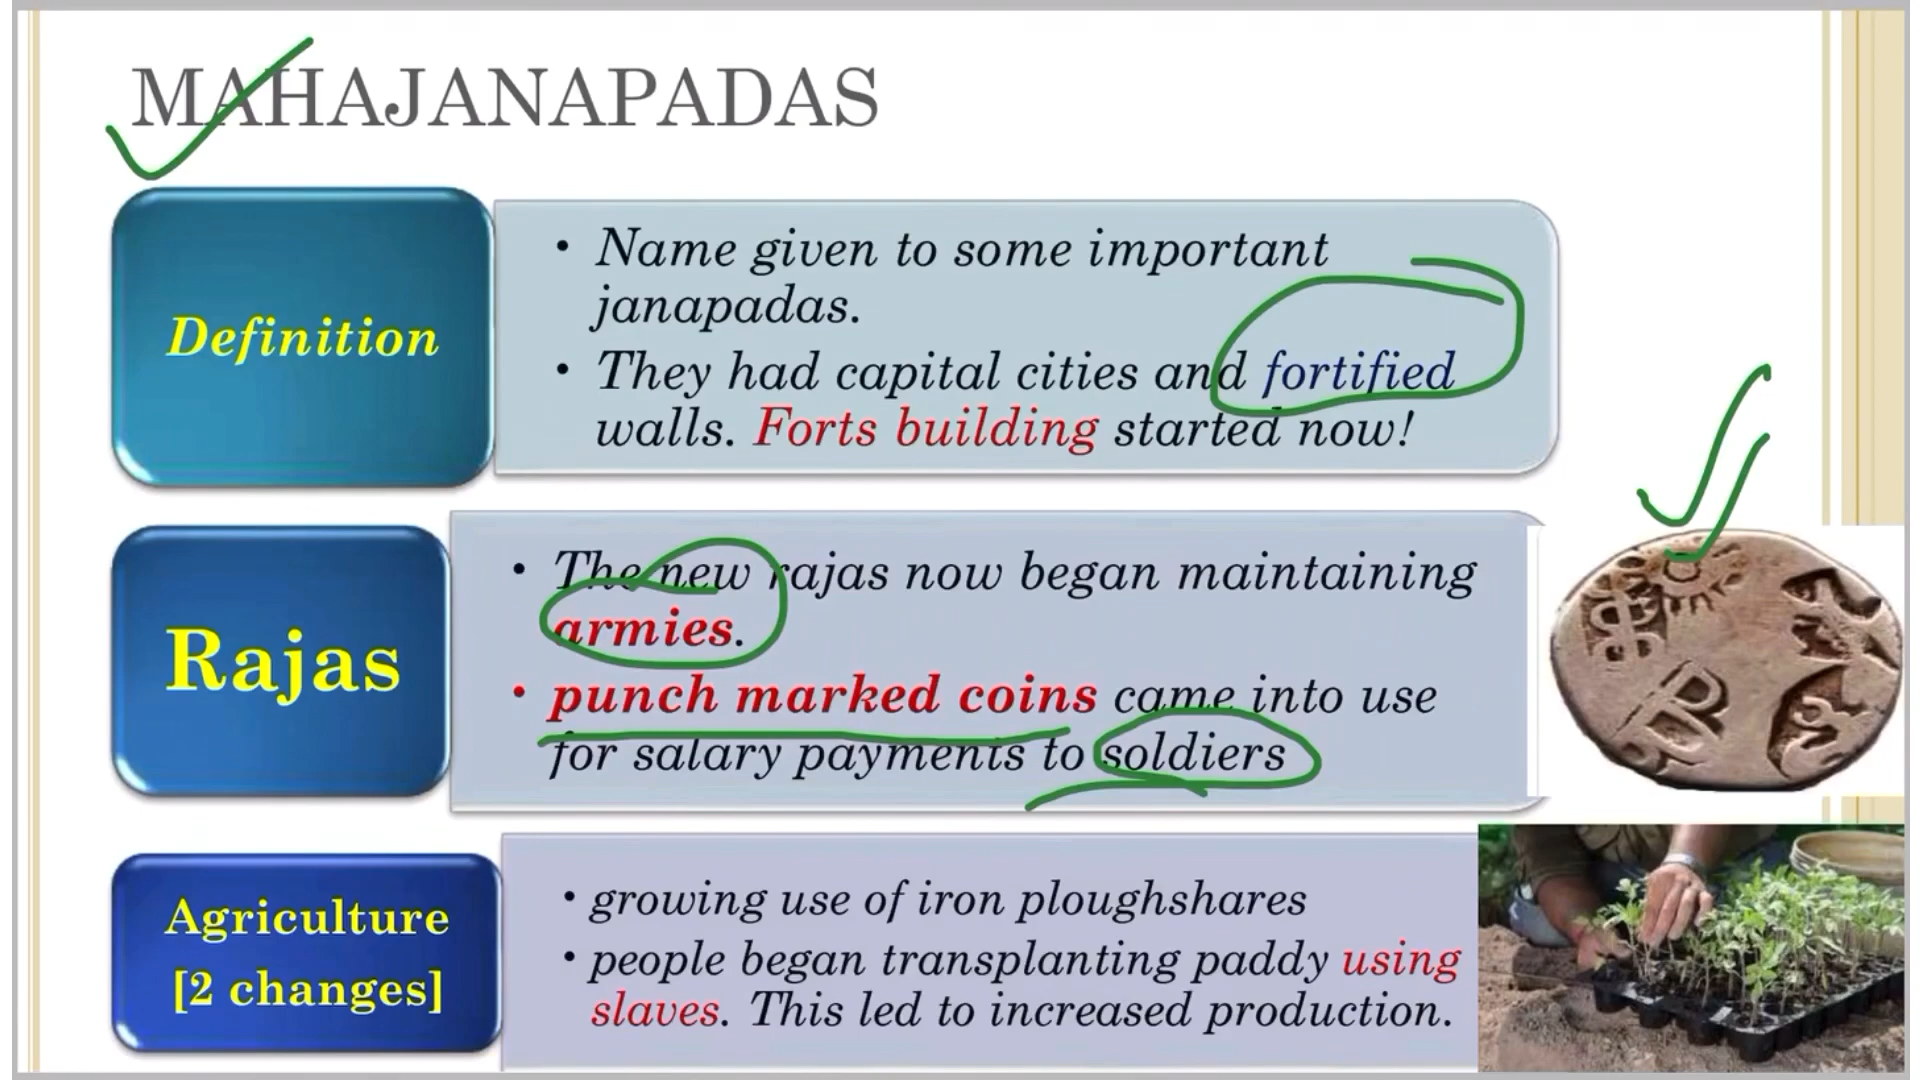 MAHAJANAPADAS
Definition
• Name given to some important
janapadas.
• They had capital cities and fortified
walls. Forts building started now!
Rajas
• The new rajas now began maintaining
armies.
• punch marked coins came into use
for salary payments to soldiers
Agriculture
[2 changes]
• growing use of iron ploughshares
• people began transplanting paddy using
slaves. This led to increased production.